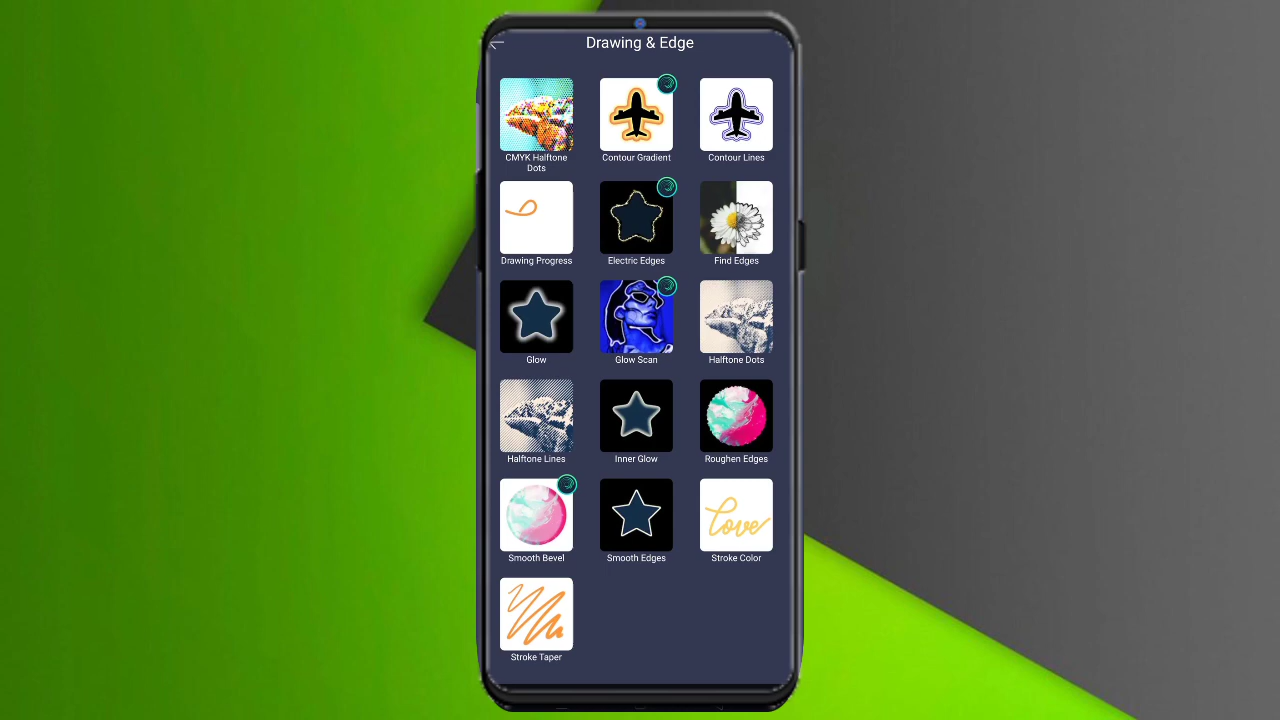 Drawing & Edge
CMYK Halftone
Dots
Contour Gradient
Contour Lines
Drawing Progress
Electric Edges
Find Edges
Glow
Glow Scan
Halftone Dots
Halftone Lines
Inner Glow
Roughen Edges
Smooth Bevel
Smooth Edges
love
Stroke Color
Stroke Taper